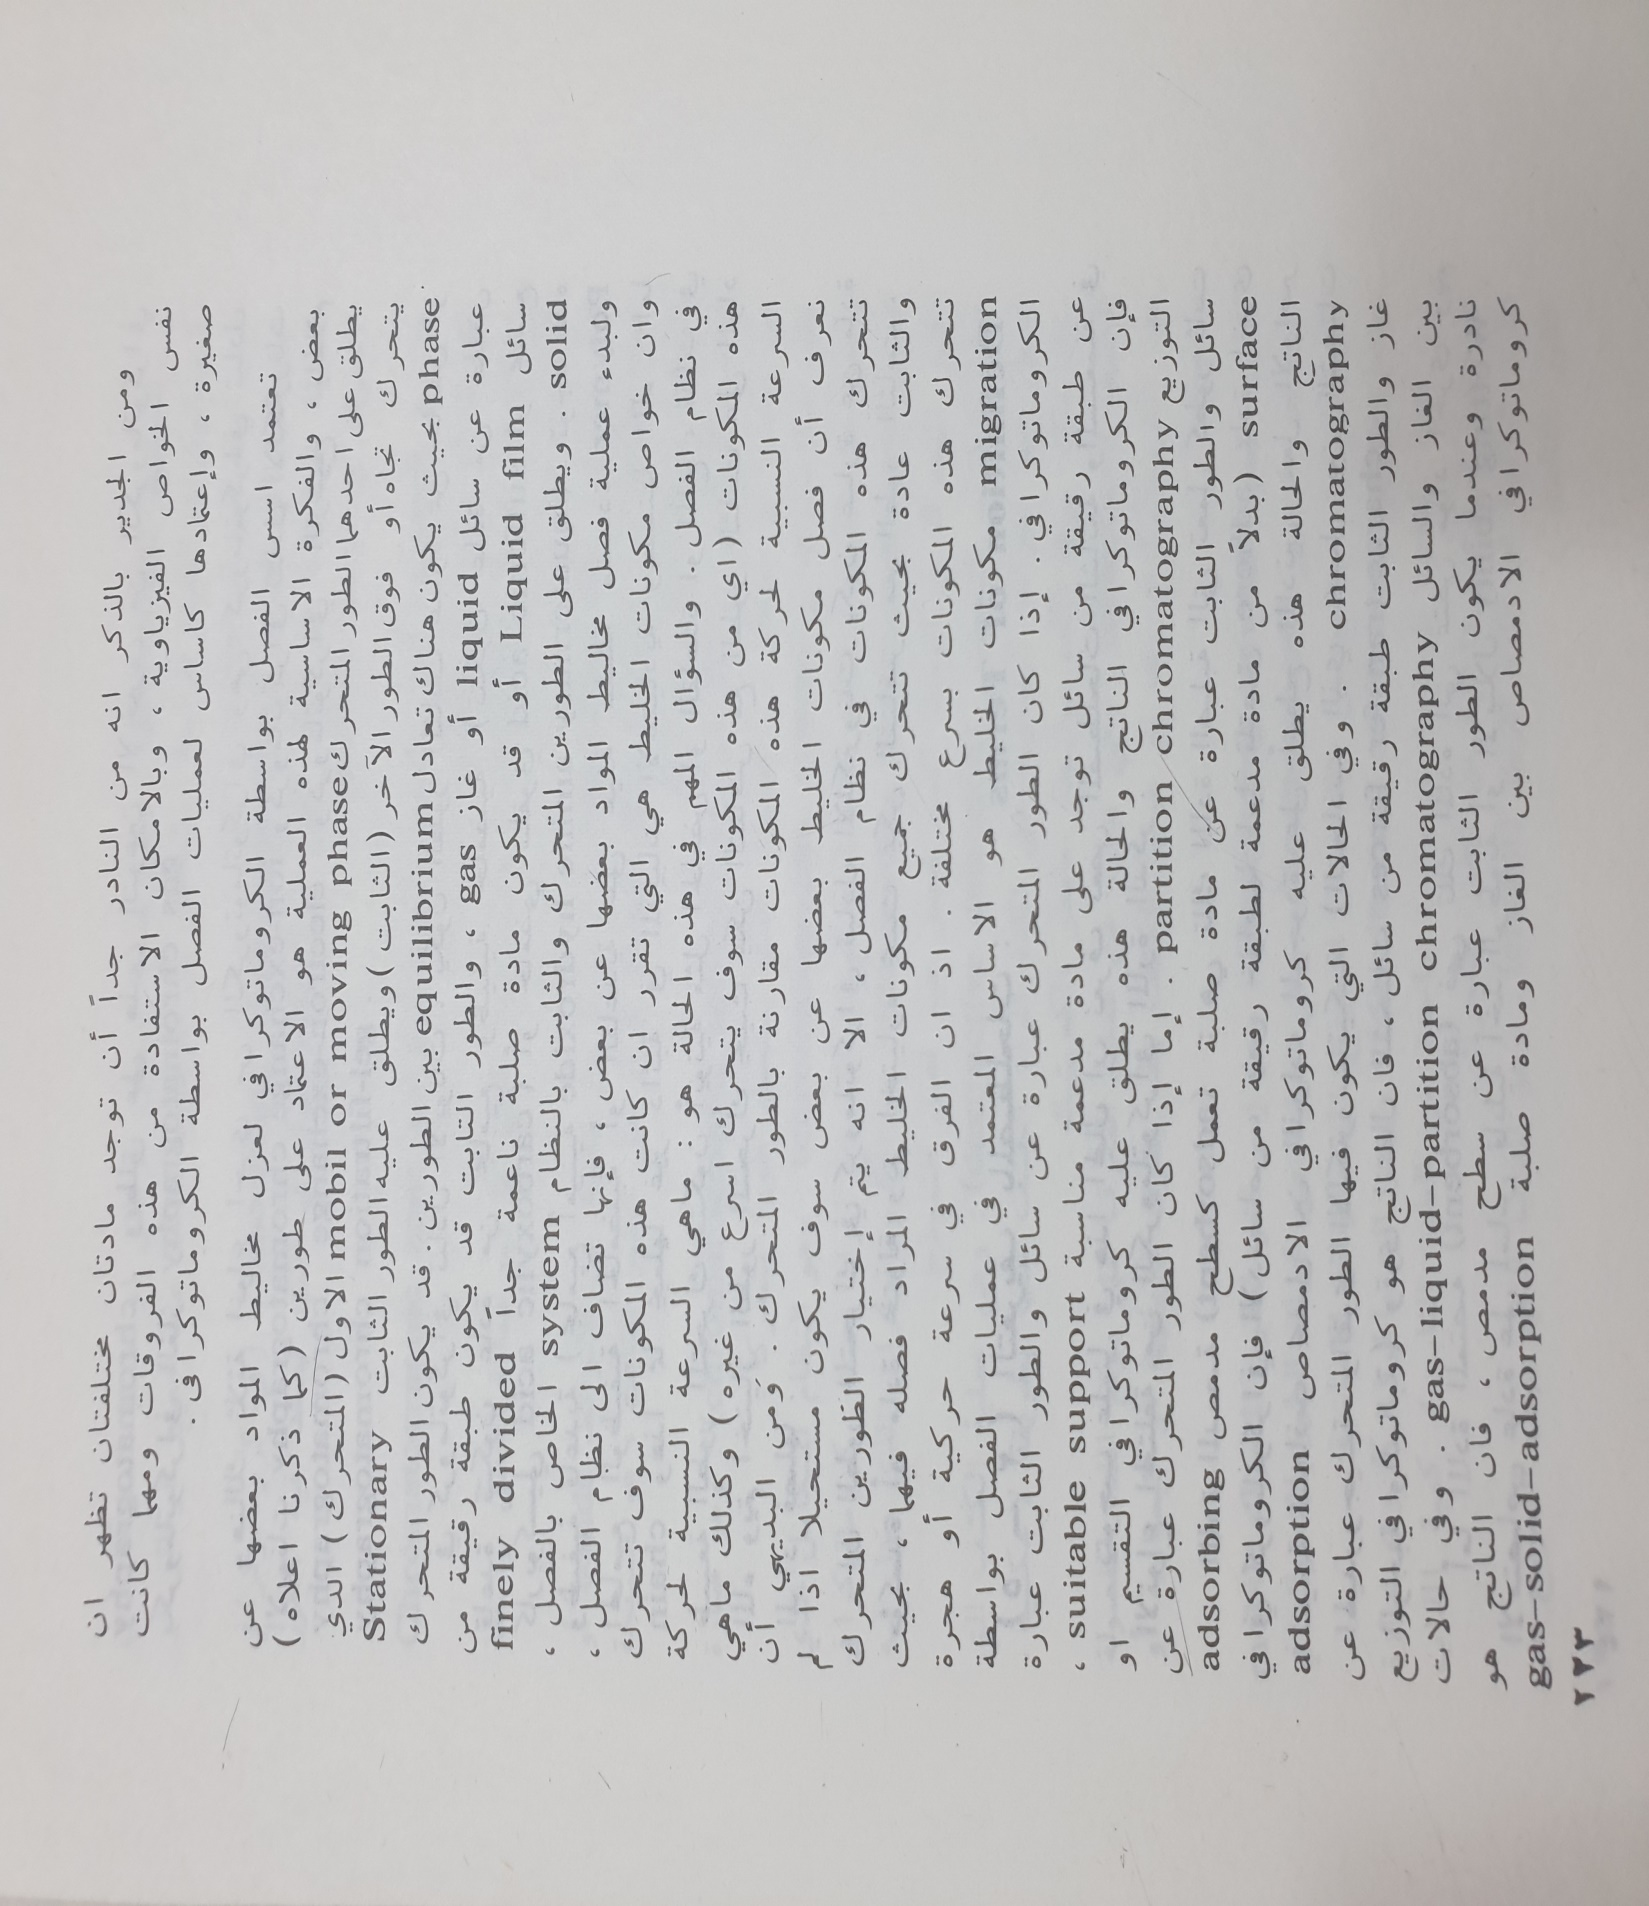 ومن الجدير بالذكر انه من النادر جداً أن توجد مادتان مختلفتان تظهر ان
نفس الخواص الفيزياوية ، وبالامكان الاستفادة من هذه الفروقات ومهما كانت
صغيرة ، وإعتمادها كاساس لعمليات الفصل بواسطة الكروماتوكرافى .
تعتمد اسس الفصل بواسطة الكروماتوكرافي لعزل مخاليط المواد بعضها عن
بعض ، والفكرة الاساسية لهذه العملية هو الاعتماد على طورين (كما ذكرنا اعلاه)
يطلق على احدهما الطور المتحرك mobil or moving phase الاول (المتحرك) الذي
يتحرك تجاه أو فوق الطور الآخر (الثابت) ويطلق عليه الطور الثابت Stationary
phase بحيث يكون هناك تعادل equilibrium بين الطورين . قد يكون الطور المتحرك
عبارة عن سائل liquid أو غاز gas ، والطور الثابت قد يكون طبقة رقيقة من
سائل Liquid film أو قد يكون مادة صلبة ناعمة جداً finely divided
solid . ويطلق على الطورين المتحرك والثابت بالنظام system الخاص بالفصل ،
ولبدء عملية فصل مخاليط المواد بعضها عن بعض ، فإنها تضاف الى نظام الفصل ،
وان خواص مكونات الخليط هي التي تقرر ان كانت هذه المكونات سوف تتحرك
في نظام الفصل . والسؤال المهم في هذه الحالة هو : ماهي السرعة النسبية لحركة
هذه المكونات (اي من هذه المكونات سوف يتحرك اسرع من غيره) وكذلك ماهي
السرعة النسبية لحركة هذه المكونات مقارنة بالطور المتحرك . ومن البديهي أن
نعرف أن فصل مكونات الخليط بعضها عن بعض سوف يكون مستحيلا اذا لم
تتحرك هذه المكونات في نظام الفصل ، الا انه يتم إختيار الطورين المتحرك
والثابت عادة بحيث تتحرك جميع مكونات الخليط المراد فصله فيهما ، بحيث
تتحرك هذه المكونات بسرع مختلفة . اذ ان الفرق في سرعة حركية أو هجرة
migration مكونات الخليط هو الاساس المعتمد في عمليات الفصل بواسطة
الكروماتوكرافي . إذا كان الطور المتحرك عبارة عن سائل والطور الثابت عبارة
عن طبقة رقيقة من سائل توجد على مادة مدعمة مناسبة suitable support ،
فإن الكروماتوكرافي الناتج والحالة هذه يطلق عليه كروماتوكرافي التقسيم او
التوزيع partition chromatography . إما إذا كان الطور المتحرك عبارة عن
سائل والطور الثابت عبارة عن مادة صلبة تعمل كسطح مدمص adsorbing
surface (بدلاً من مادة مدعمة لطبقة رقيقة من سائل) فإن الكروماتوكرافي
الناتج والحالة هذه يطلق عليه كروماتوكرافي الادمصاص adsorption
chromatography . وفي الحالات التي يكون فيها الطور المتحرك عبارة عن
غاز والطور الثابت طبقة رقيقة من سائل ، فان الناتج هو كروماتوكرافي التوزيع
بين الغاز والسائل gas-liquid-partition chromatography . وفي حالات
نادرة وعندما يكون الطور الثابت عبارة عن سطح مدمص ، فان الناتج هو
كروماتوكرافي الادمصاص بين الغاز ومادة صلبة gas-solid-adsorption
٢٢٣